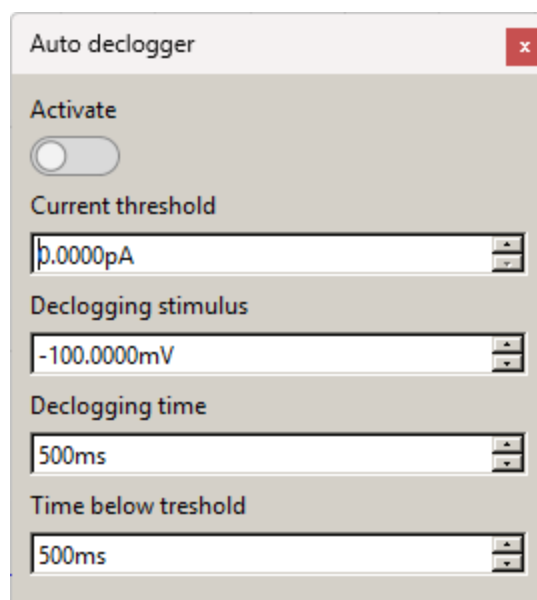 Auto declogger
x
Activate
Current threshold
0.0000pA
Declogging stimulus
-100.0000mV
Declogging time
500ms
Time below treshold
500ms